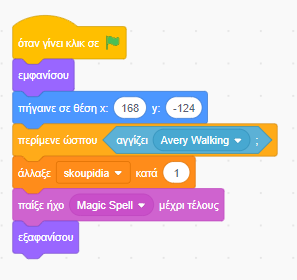 όταν γίνει κλικ σε
εμφανίσου
πήγαινε σε θέση x: 168 y: -124
περίμενε ώσπου αγγίζει Avery Walking ;
άλλαξε skoupidia κατά 1
παίξε ήχο Magic Spell μέχρι τέλους
εξαφανίσου